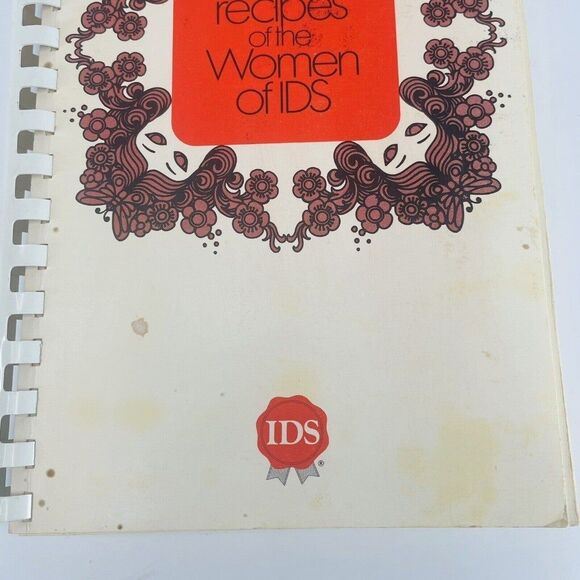 recipes
of the
Women
of IDS
IDS
®